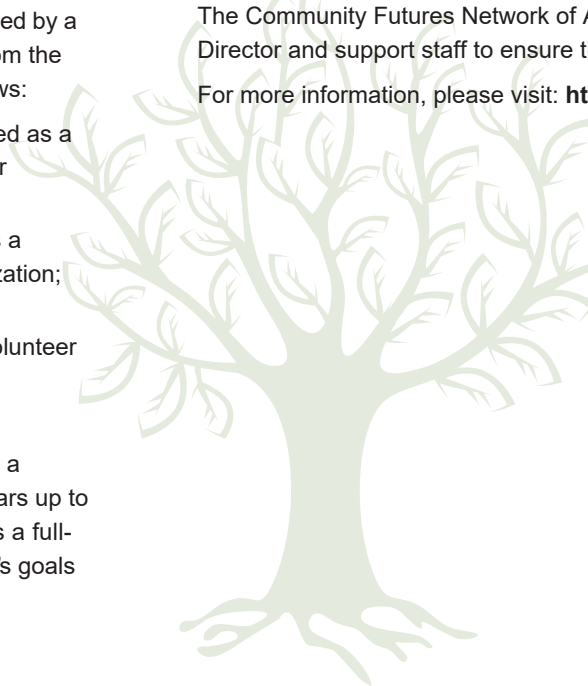 ed by a
om the
ws:
ed as a
r
s a
zation;
olunteer
a
ars up to
s a full-
's goals
The Community Futures Network of A
Director and support staff to ensure t
For more information, please visit: ht